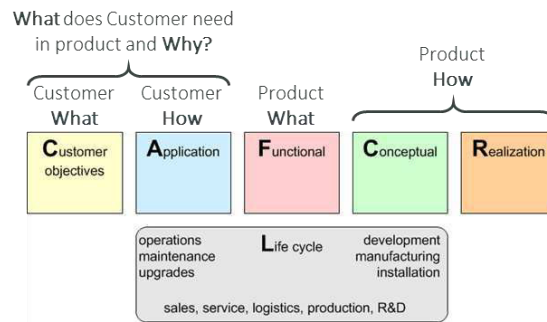 What does Customer need
in product and Why?
Product
How
Customer
What
Customer
How
Product
What
Customer
objectives
Application
Functional
Conceptual
Realization
operations
maintenance
upgrades
Life cycle
development
manufacturing
installation
sales, service, logistics, production, R&D